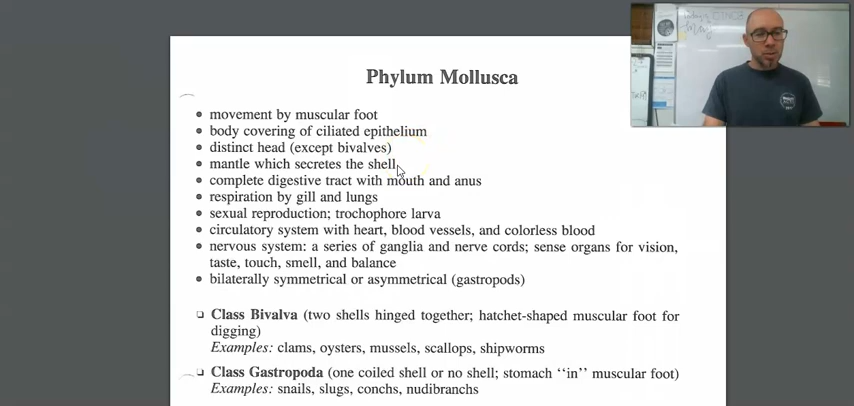 Phylum Mollusca
• movement by muscular foot
• body covering of ciliated epithelium
• distinct head (except bivalves)
• mantle which secretes the shell
• complete digestive tract with mouth and anus
• respiration by gill and lungs
• sexual reproduction; trochophore larva
• circulatory system with heart, blood vessels, and colorless blood
• nervous system: a series of ganglia and nerve cords; sense organs for vision,
taste, touch, smell, and balance
• bilaterally symmetrical or asymmetrical (gastropods)
❑ Class Bivalva (two shells hinged together; hatchet-shaped muscular foot for
digging)
Examples: clams, oysters, mussels, scallops, shipworms
❑ Class Gastropoda (one coiled shell or no shell; stomach "in" muscular foot)
Examples: snails, slugs, conchs, nudibranchs